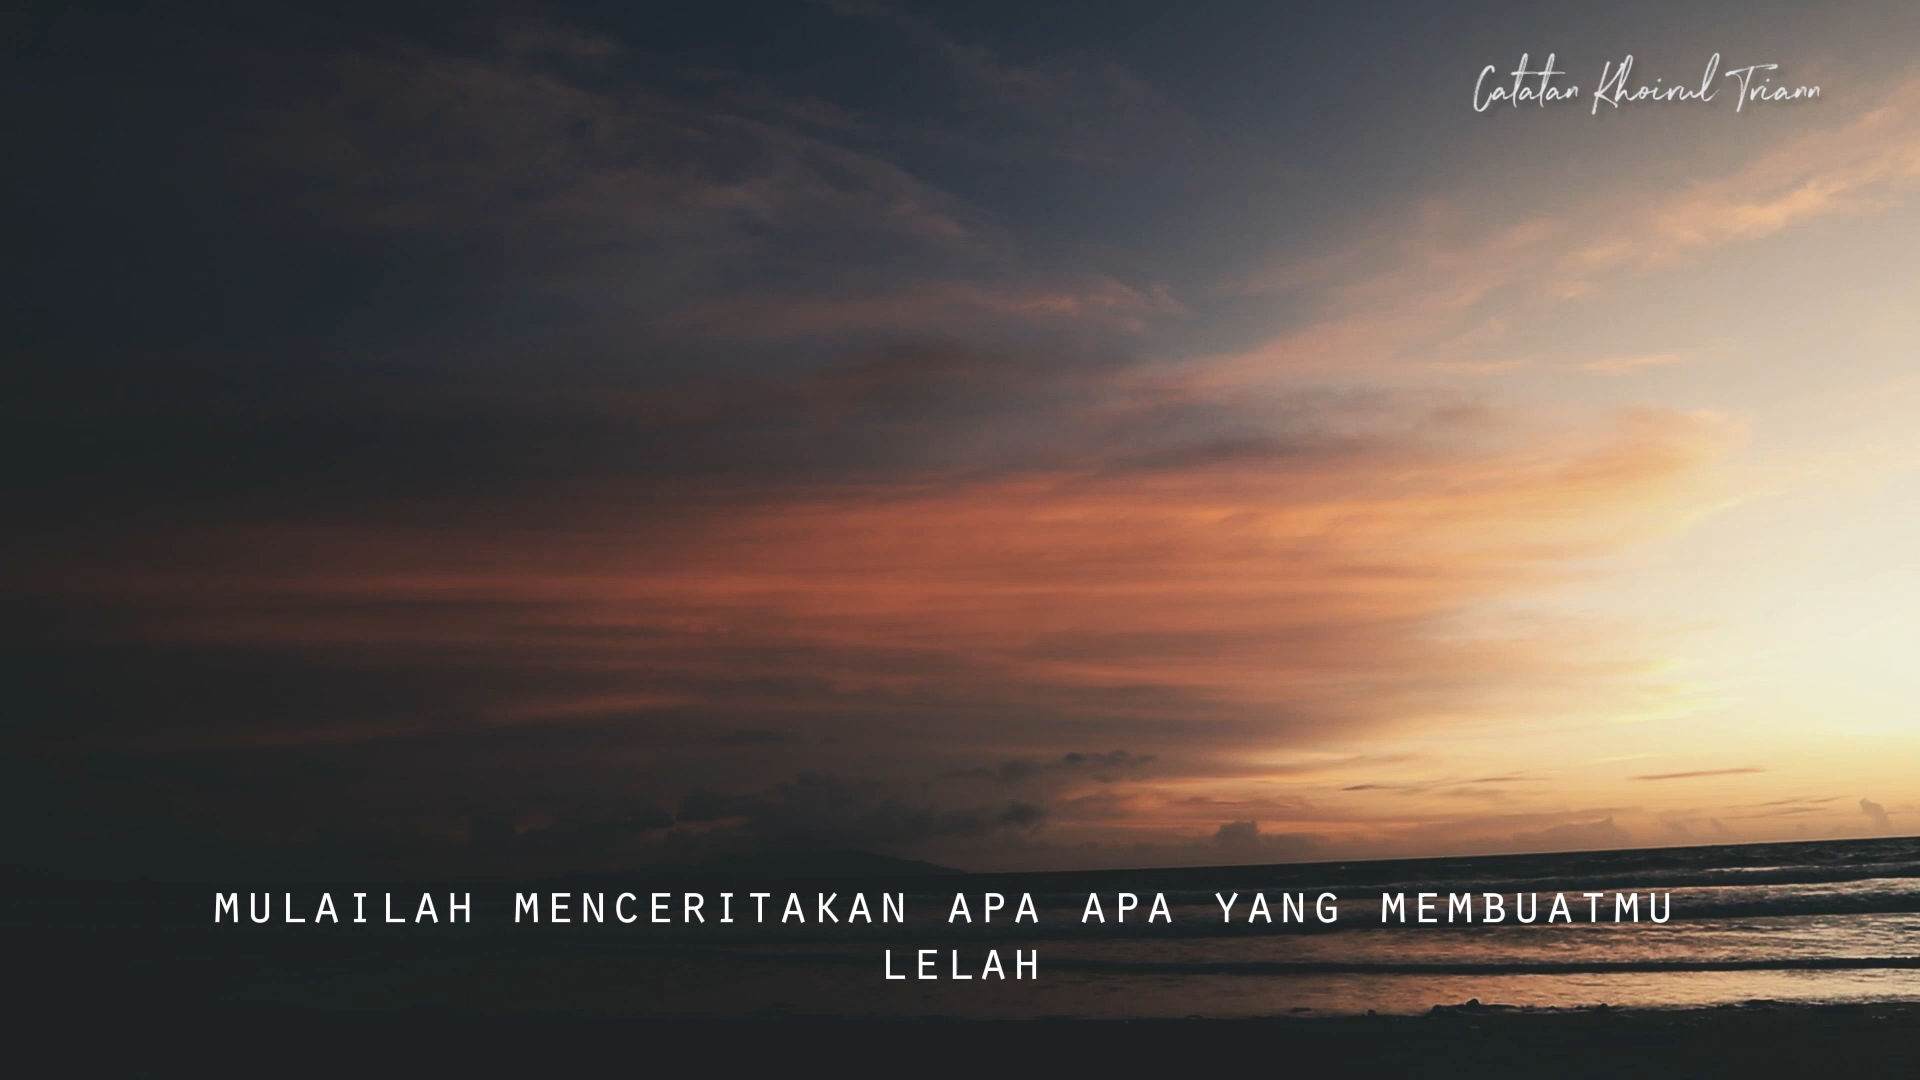 Catatan Khoirul Triann
MULAILAH MENCERITAKAN APA APA YANG MEMBUATMU
LELAH